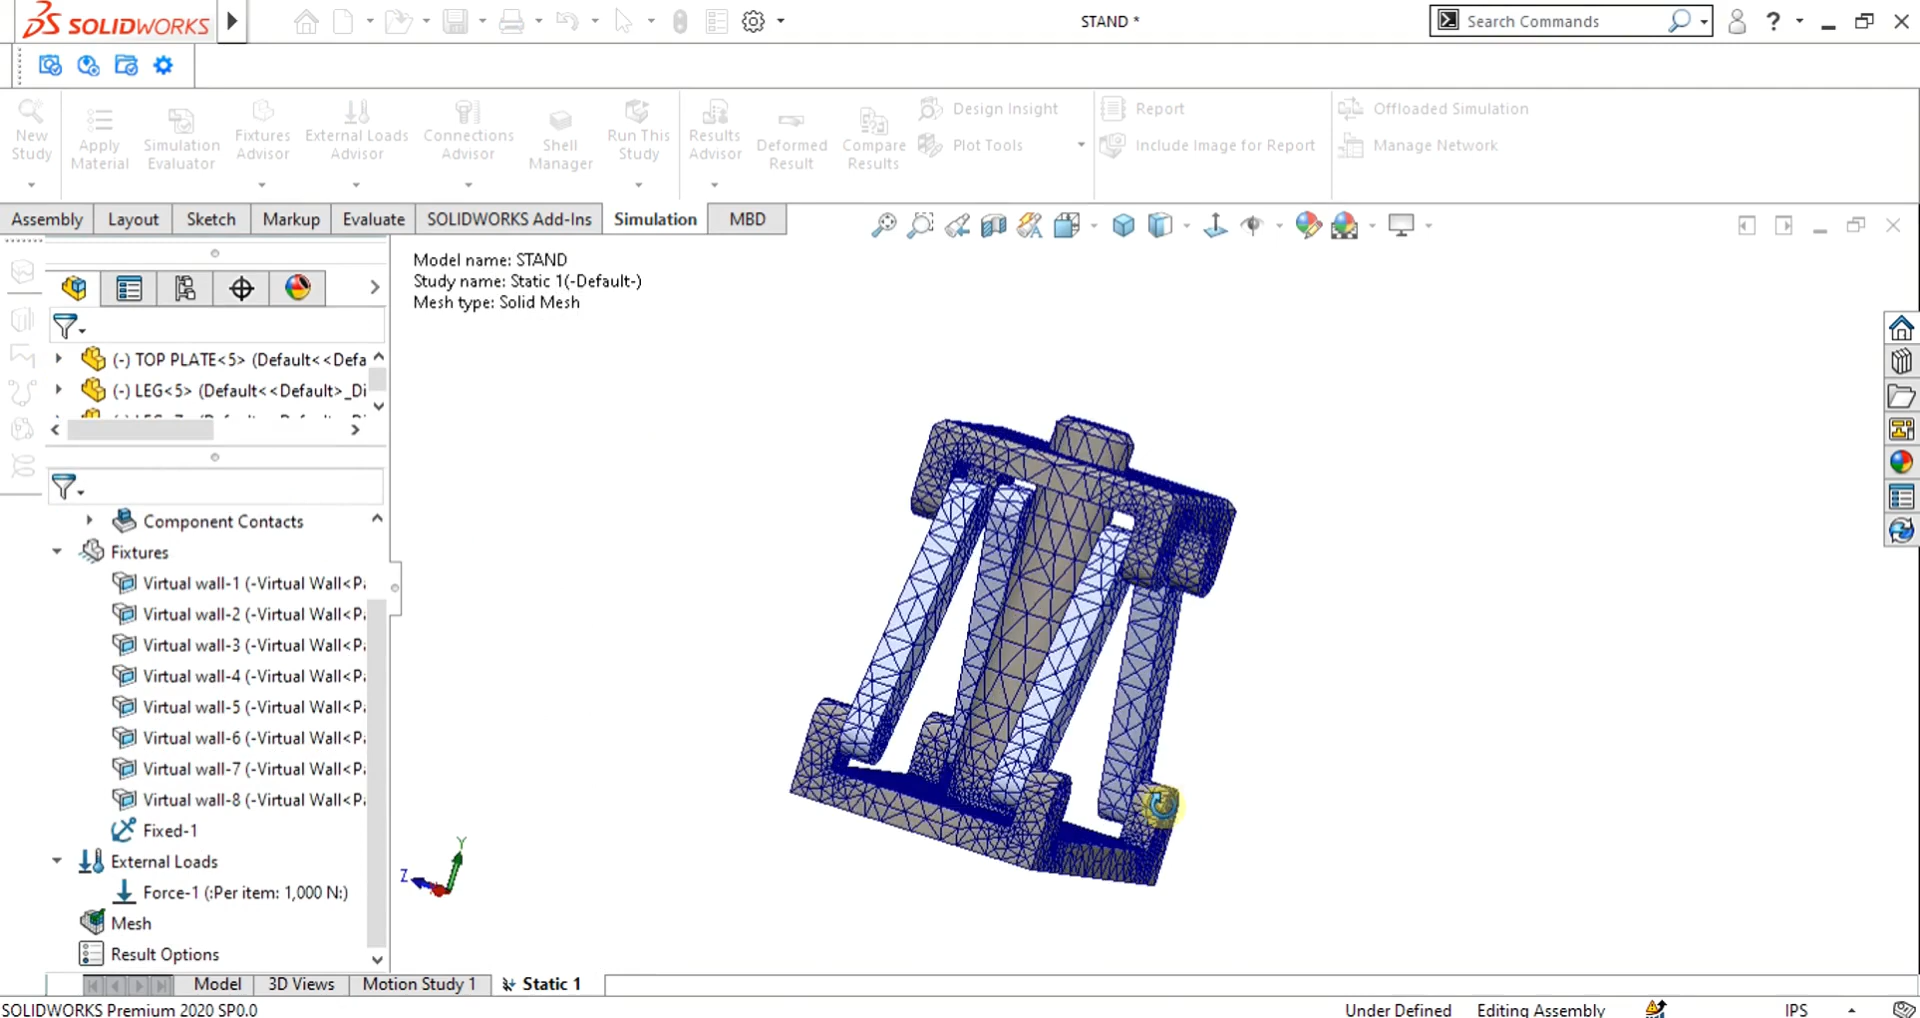 SOLIDWORKS
STAND *
Search Commands
?
New Study
Apply Material
Simulation Evaluator
Fixtures Advisor
External Loads Advisor
Connections Advisor
Shell Manager
Run This Study
Results Advisor
Deformed Result
Compare Results
Design Insight
Plot Tools
Report
Include Image for Report
Offloaded Simulation
Manage Network
Assembly
Layout
Sketch
Markup
Evaluate
SOLIDWORKS Add-Ins
Simulation
MBD
Model name: STAND
Study name: Static 1(-Default-)
Mesh type: Solid Mesh
(-) TOP PLATE<5> (Default<<Defa
(-) LEG<5> (Default<<Default>_Di
Component Contacts
Fixtures
Virtual wall-1 (-Virtual Wall<P
Virtual wall-2 (-Virtual Wall<P
Virtual wall-3 (-Virtual Wall<P
Virtual wall-4 (-Virtual Wall<P
Virtual wall-5 (-Virtual Wall<P
Virtual wall-6 (-Virtual Wall<P
Virtual wall-7 (-Virtual Wall<P
Virtual wall-8 (-Virtual Wall<P
Fixed-1
External Loads
Force-1 (:Per item: 1,000 N:)
Mesh
Result Options
Y
Z
Model
3D Views
Motion Study 1
Static 1
SOLIDWORKS Premium 2020 SP0.0
Under Defined
Editing Assembly
IPS